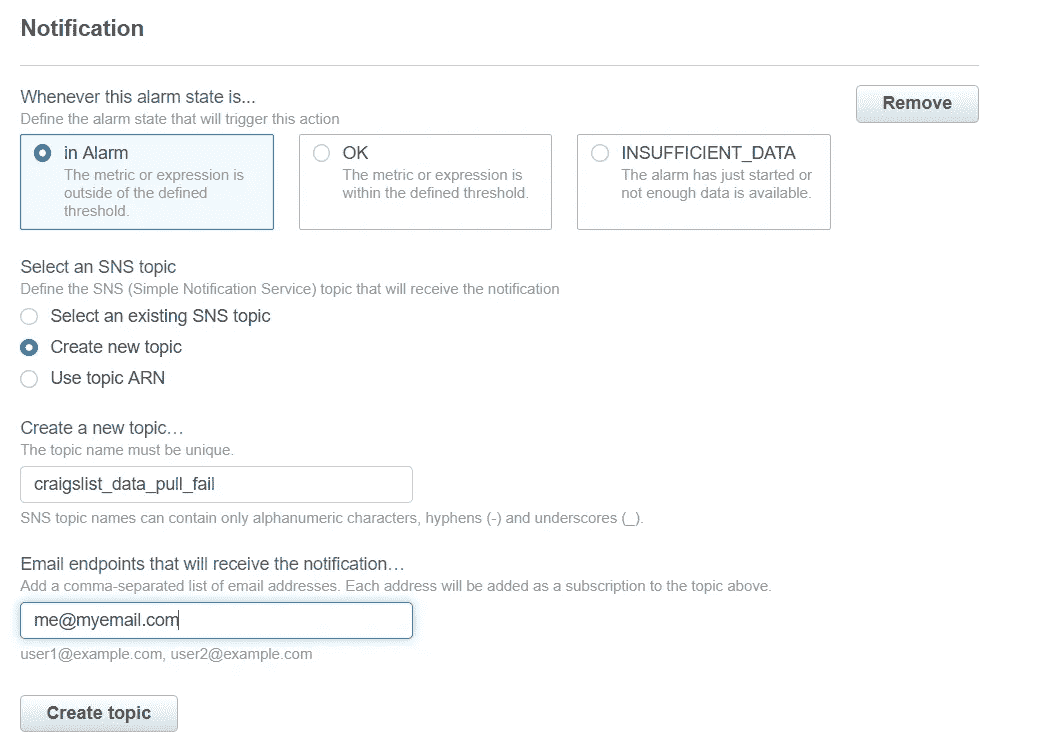 Notification
Whenever this alarm state is...
Remove
Define the alarm state that will trigger this action
in Alarm
The metric or expression is
outside of the defined
threshold.
OK
The metric or expression is
within the defined threshold.
INSUFFICIENT_DATA
The alarm has just started or
not enough data is available.
Select an SNS topic
Define the SNS (Simple Notification Service) topic that will receive the notification
Select an existing SNS topic
Create new topic
Use topic ARN
Create a new topic…
The topic name must be unique.
craigslist_data_pull_fail
SNS topic names can contain only alphanumeric characters, hyphens (-) and underscores (_).
Email endpoints that will receive the notification…
Add a comma-separated list of email addresses. Each address will be added as a subscription to the topic above.
me@myemail.com
user1@example.com, user2@example.com
Create topic